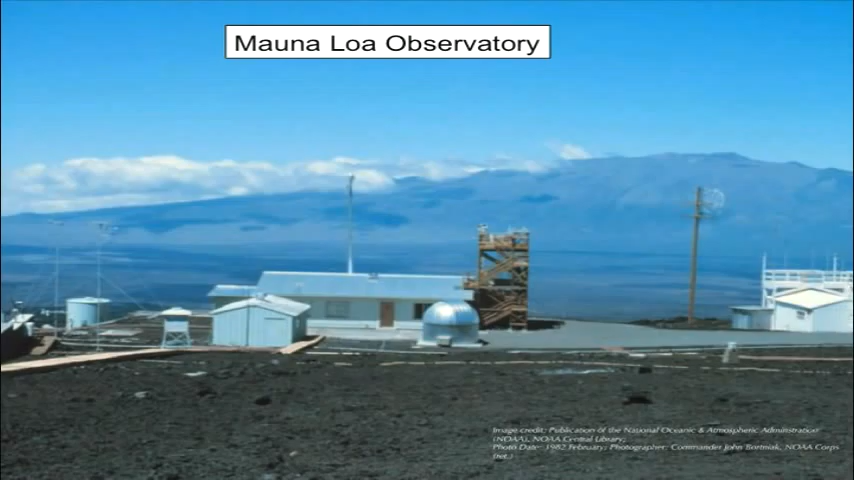 Mauna Loa Observatory
Image credit: Publication of the National Oceanic & Atmospheric Administration
(NOAA), NOAA Central Library;
Photo Date: 1982 February; Photographer: Commander John Bortniak, NOAA Corps
(ret.)